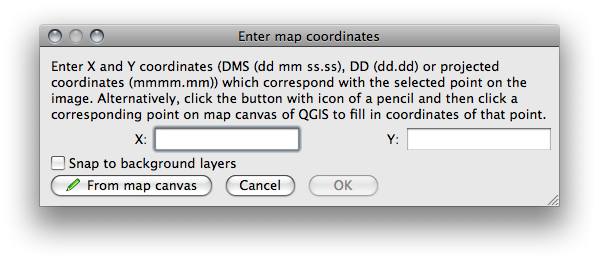 Enter map coordinates
Enter X and Y coordinates (DMS (dd mm ss.ss), DD (dd.dd) or projected
coordinates (mmmm.mm)) which correspond with the selected point on the
image. Alternatively, click the button with icon of a pencil and then click a
corresponding point on map canvas of QGIS to fill in coordinates of that point.
X: Y:
Snap to background layers
From map canvas Cancel OK